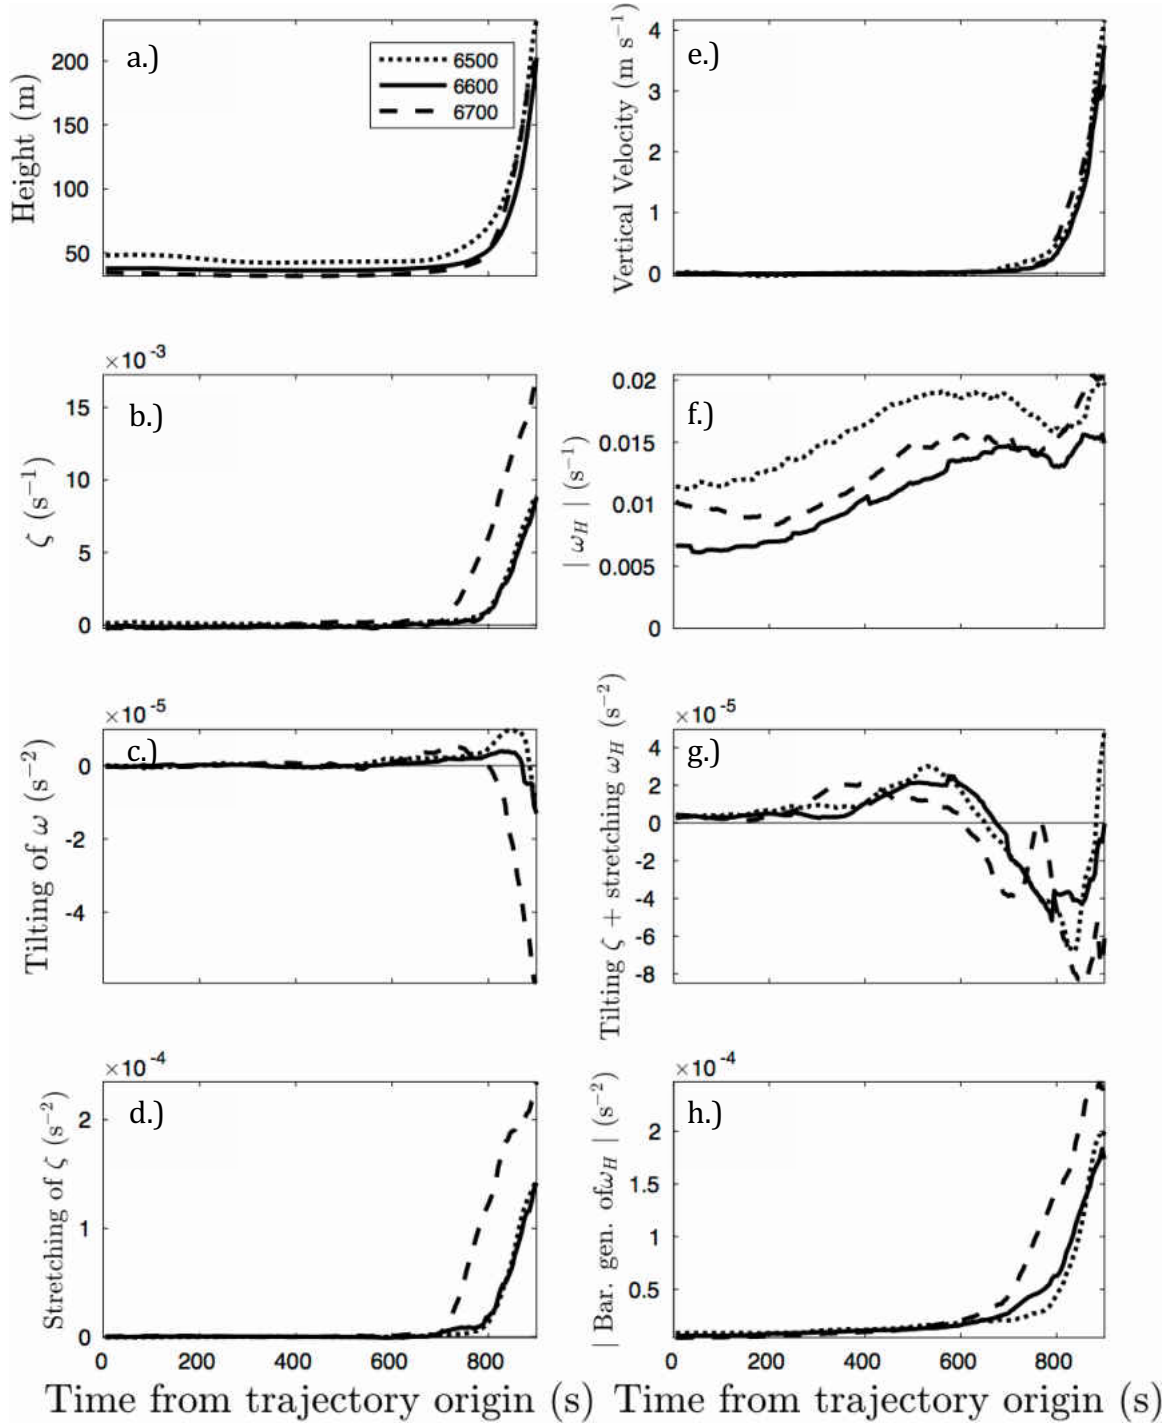 a.)
6500
6600
6700
200
150
100
50
Height (m)
e.)
4
3
2
1
0
Vertical Velocity (m s⁻¹)
×10⁻³
b.)
15
10
5
0
ζ (s⁻¹)
f.)
0.02
0.015
0.01
0.005
0
| ω_H | (s⁻¹)
×10⁻⁵
c.)
0
-2
-4
Tilting of ω (s⁻²)
×10⁻⁵
g.)
4
2
0
-2
-4
-6
-8
Tilting ζ + stretching ω_H (s⁻²)
×10⁻⁴
d.)
2
1
0
Stretching of ζ (s⁻²)
0 200 400 600 800
Time from trajectory origin (s)
×10⁻⁴
h.)
2
1.5
1
0.5
| Bar. gen. ofω_H | (s⁻²)
0 200 400 600 800
Time from trajectory origin (s)